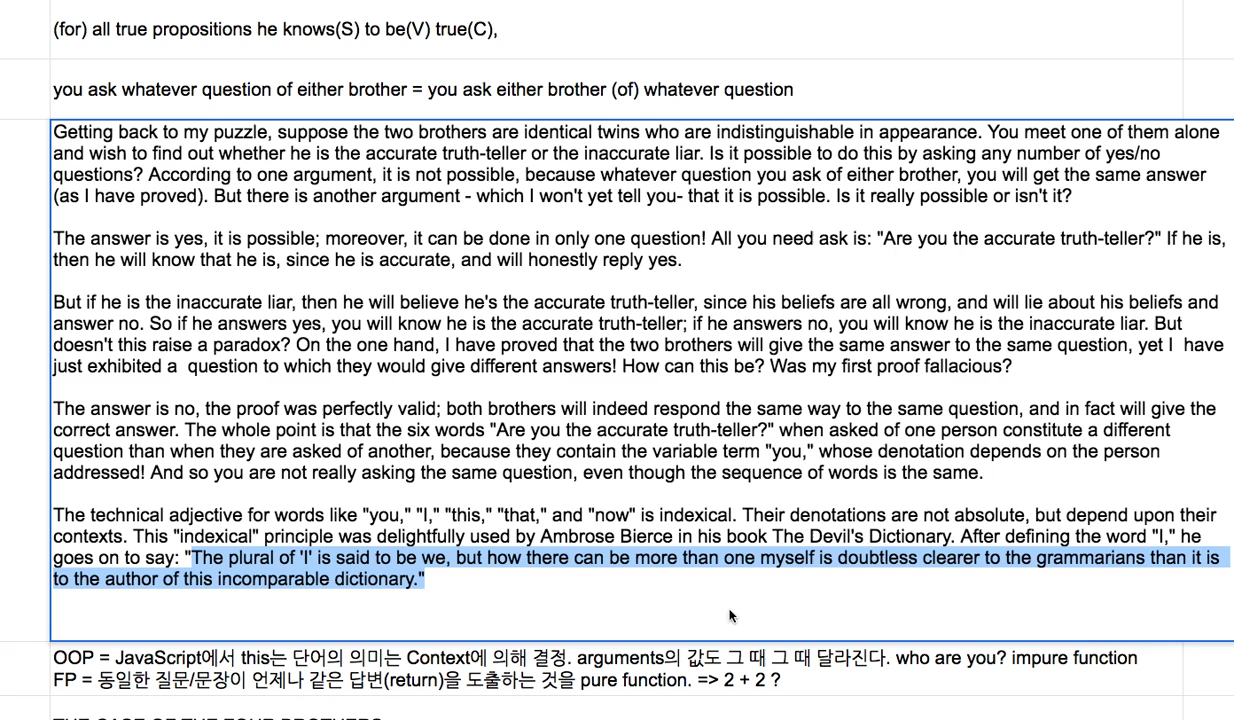 (for) all true propositions he knows(S) to be(V) true(C),
you ask whatever question of either brother = you ask either brother (of) whatever question
Getting back to my puzzle, suppose the two brothers are identical twins who are indistinguishable in appearance. You meet one of them alone
and wish to find out whether he is the accurate truth-teller or the inaccurate liar. Is it possible to do this by asking any number of yes/no
questions? According to one argument, it is not possible, because whatever question you ask of either brother, you will get the same answer
(as I have proved). But there is another argument - which I won't yet tell you- that it is possible. Is it really possible or isn't it?
The answer is yes, it is possible; moreover, it can be done in only one question! All you need ask is: "Are you the accurate truth-teller?" If he is,
then he will know that he is, since he is accurate, and will honestly reply yes.
But if he is the inaccurate liar, then he will believe he's the accurate truth-teller, since his beliefs are all wrong, and will lie about his beliefs and
answer no. So if he answers yes, you will know he is the accurate truth-teller; if he answers no, you will know he is the inaccurate liar. But
doesn't this raise a paradox? On the one hand, I have proved that the two brothers will give the same answer to the same question, yet I  have
just exhibited a  question to which they would give different answers! How can this be? Was my first proof fallacious?
The answer is no, the proof was perfectly valid; both brothers will indeed respond the same way to the same question, and in fact will give the
correct answer. The whole point is that the six words "Are you the accurate truth-teller?" when asked of one person constitute a different
question than when they are asked of another, because they contain the variable term "you," whose denotation depends on the person
addressed! And so you are not really asking the same question, even though the sequence of words is the same.
The technical adjective for words like "you," "I," "this," "that," and "now" is indexical. Their denotations are not absolute, but depend upon their
contexts. This "indexical" principle was delightfully used by Ambrose Bierce in his book The Devil's Dictionary. After defining the word "I," he
goes on to say: "The plural of 'I' is said to be we, but how there can be more than one myself is doubtless clearer to the grammarians than it is
to the author of this incomparable dictionary."
OOP = JavaScript에서 this는 단어의 의미는 Context에 의해 결정. arguments의 값도 그 때 그 때 달라진다. who are you? impure function
FP = 동일한 질문/문장이 언제나 같은 답변(return)을 도출하는 것을 pure function. => 2 + 2 ?
THE CASE OF THE FOUR BROTHERS